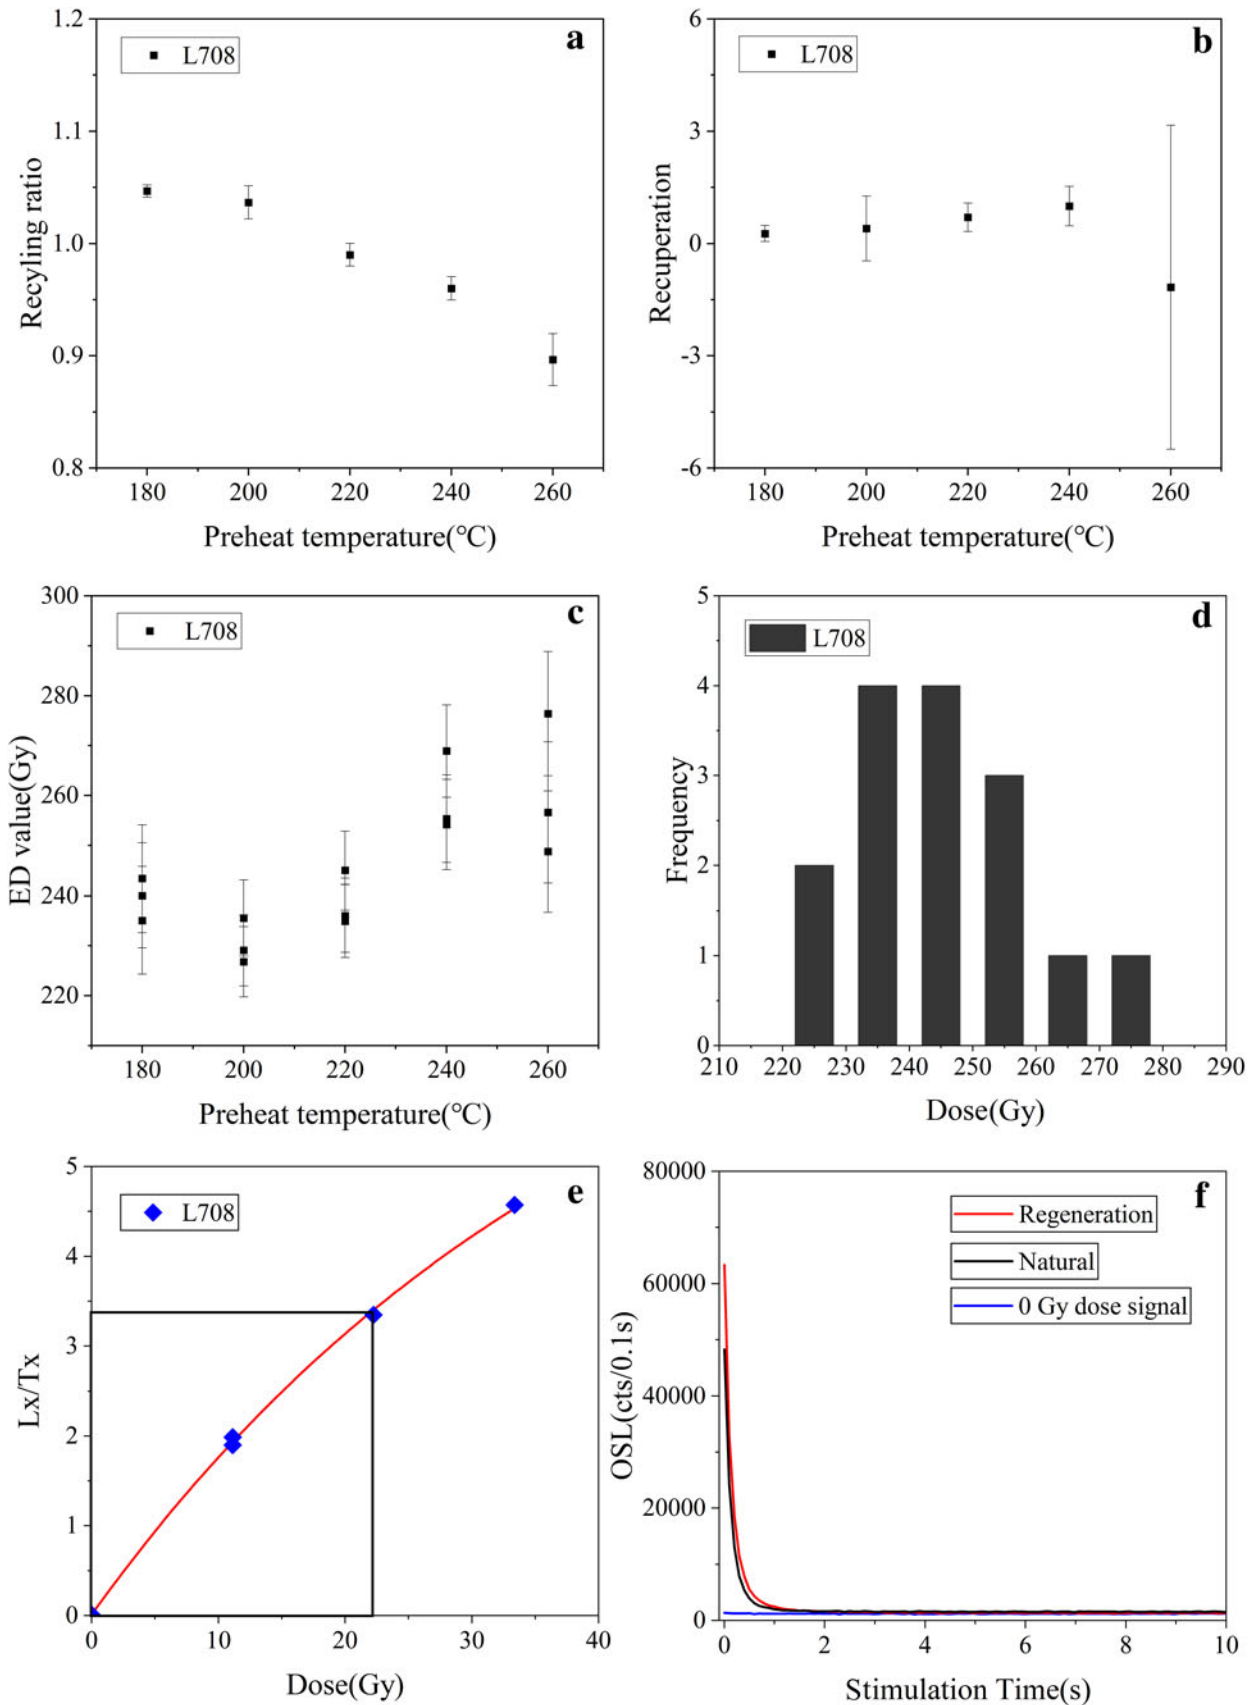 a
L708
1.2
1.1
1.0
0.9
0.8
Recyling ratio
180 200 220 240 260
Preheat temperature(°C)
b
L708
6
3
0
-3
-6
Recuperation
180 200 220 240 260
Preheat temperature(°C)
c
L708
300
280
260
240
220
ED value(Gy)
180 200 220 240 260
Preheat temperature(°C)
d
L708
5
4
3
2
1
0
Frequency
210 220 230 240 250 260 270 280 290
Dose(Gy)
e
L708
5
4
3
2
1
0
Lx/Tx
0 10 20 30 40
Dose(Gy)
f
Regeneration
Natural
0 Gy dose signal
80000
60000
40000
20000
0
OSL(cts/0.1s)
0 2 4 6 8 10
Stimulation Time(s)